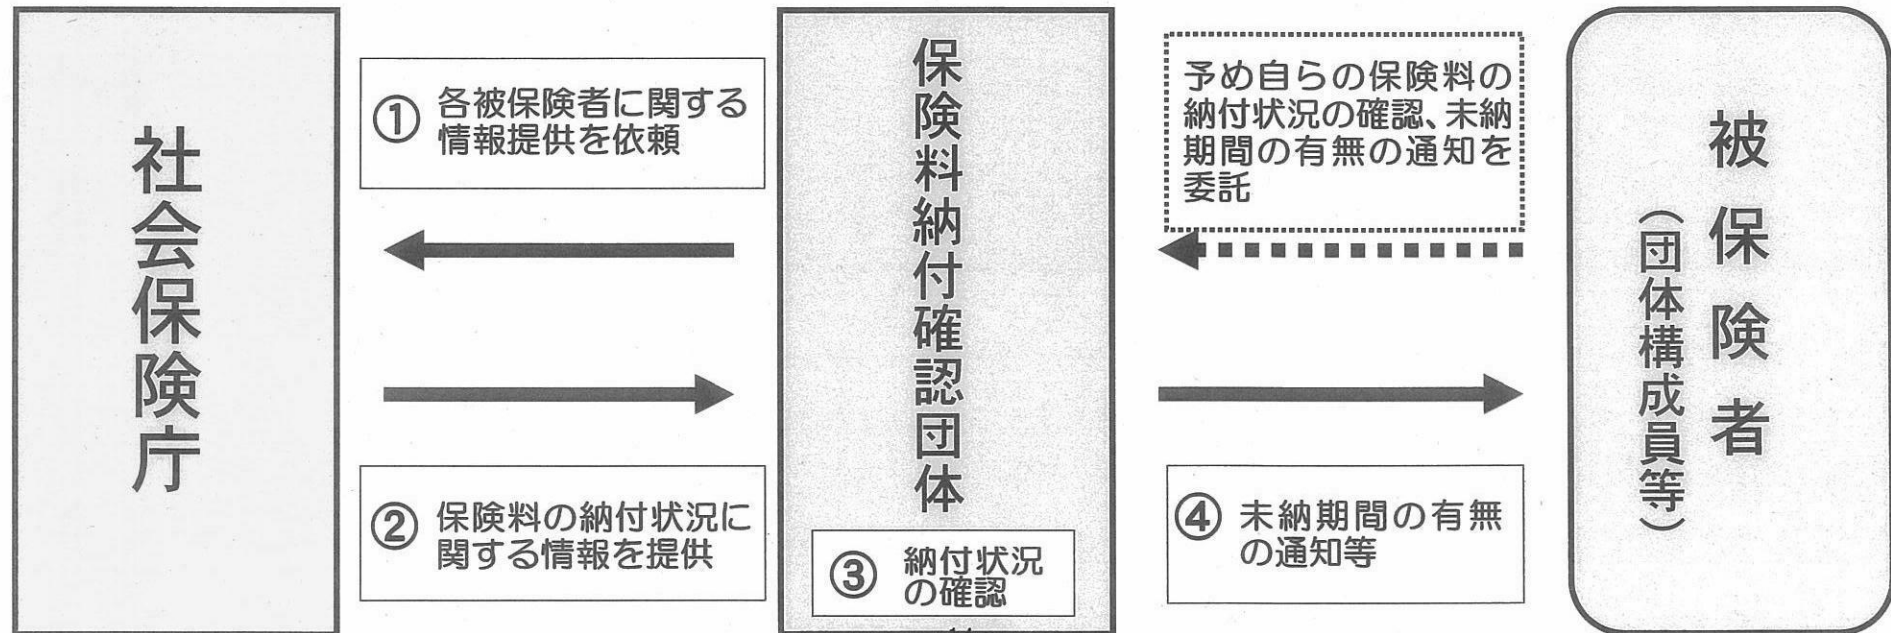 社会保険庁
① 各被保険者に関する
情報提供を依頼
② 保険料の納付状況に
関する情報を提供
保険料納付確認団体
③ 納付状況
の確認
予め自らの保険料の
納付状況の確認、未納
期間の有無の通知を
委託
④ 未納期間の有無
の通知等
被保険者
（団体構成員等）